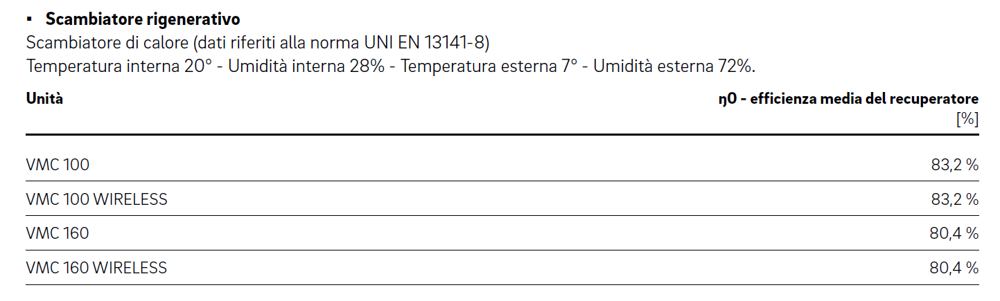 ▪ Scambiatore rigenerativo
Scambiatore di calore (dati riferiti alla norma UNI EN 13141-8)
Temperatura interna 20° - Umidità interna 28% - Temperatura esterna 7° - Umidità esterna 72%.
Unità ŋ0 - efficienza media del recuperatore
[%]
VMC 100 83,2 %
VMC 100 WIRELESS 83,2 %
VMC 160 80,4 %
VMC 160 WIRELESS 80,4 %